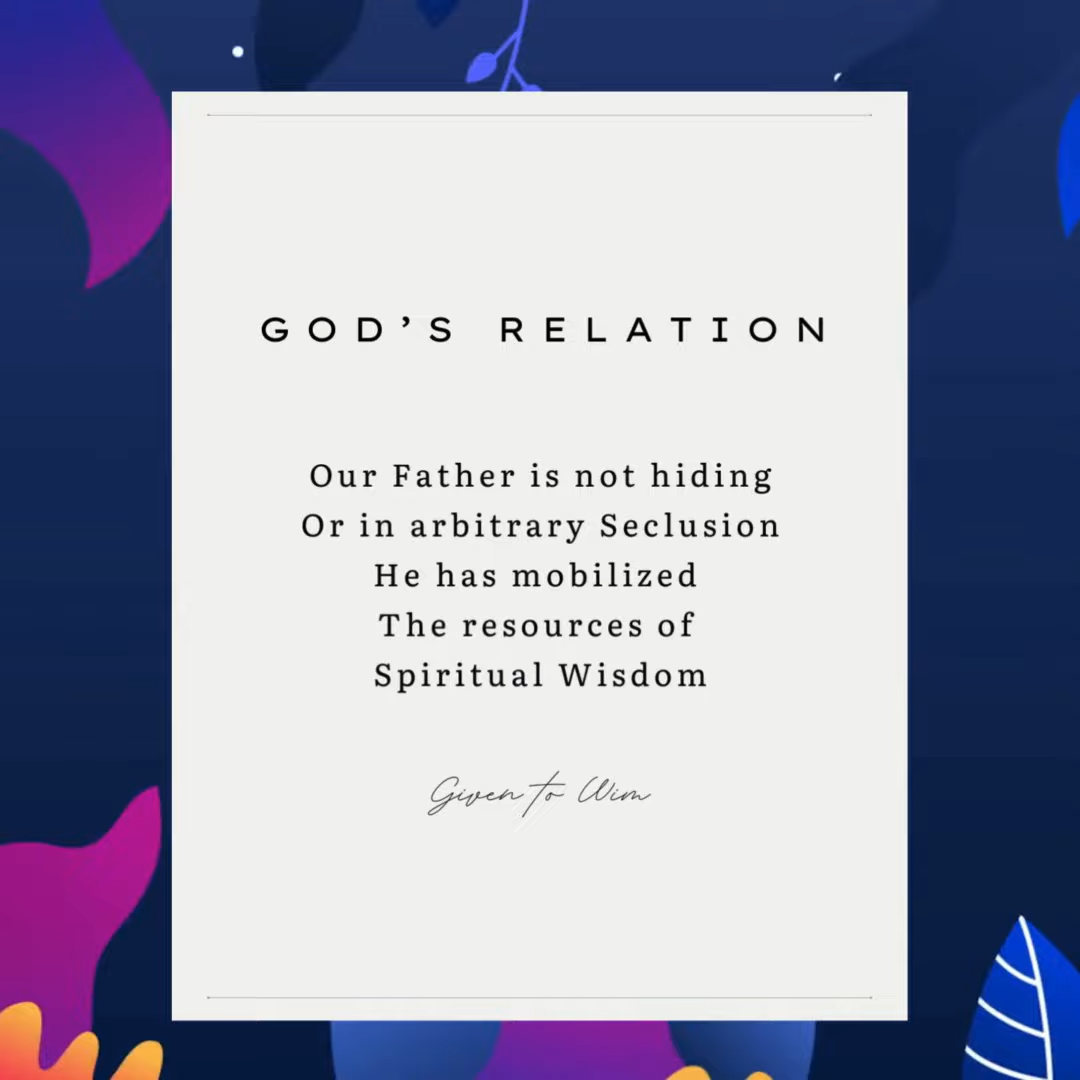 GOD’S RELATION
Our Father is not hiding
Or in arbitrary Seclusion
He has mobilized
The resources of
Spiritual Wisdom
Given to Wim